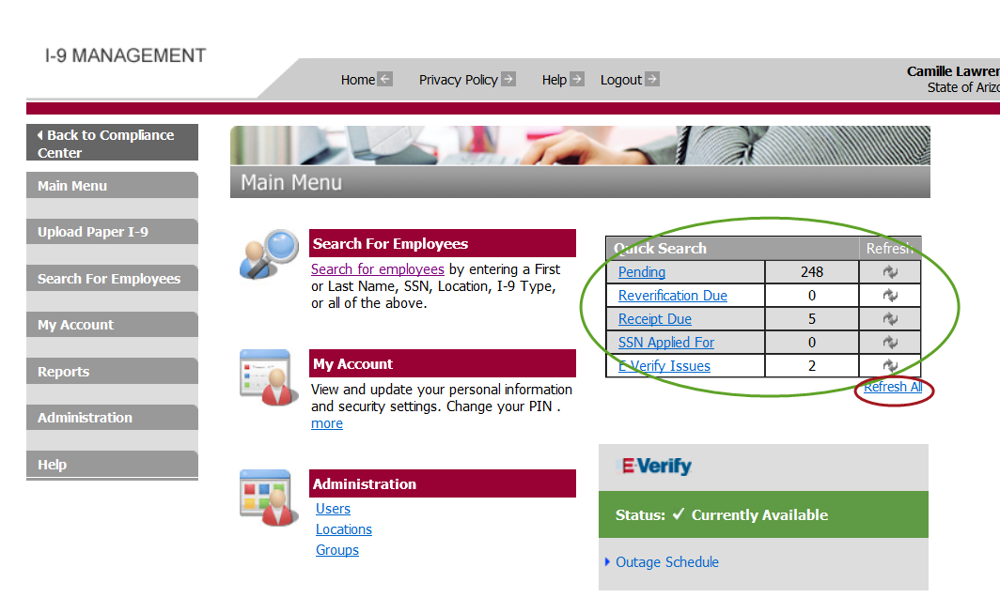 I-9 MANAGEMENT
Home
Privacy Policy
Help
Logout
Camille Lawren
State of Arizo
Back to Compliance
Center
Main Menu
Upload Paper I-9
Search For Employees
My Account
Reports
Administration
Help
Main Menu
Search For Employees
Search for employees by entering a First
or Last Name, SSN, Location, I-9 Type,
or all of the above.
My Account
View and update your personal information
and security settings. Change your PIN .
more
Administration
Users
Locations
Groups
Quick Search Refresh
Pending 248
Reverification Due 0
Receipt Due 5
SSN Applied For 0
E-Verify Issues 2
Refresh All
E-Verify
Status: ✓ Currently Available
Outage Schedule